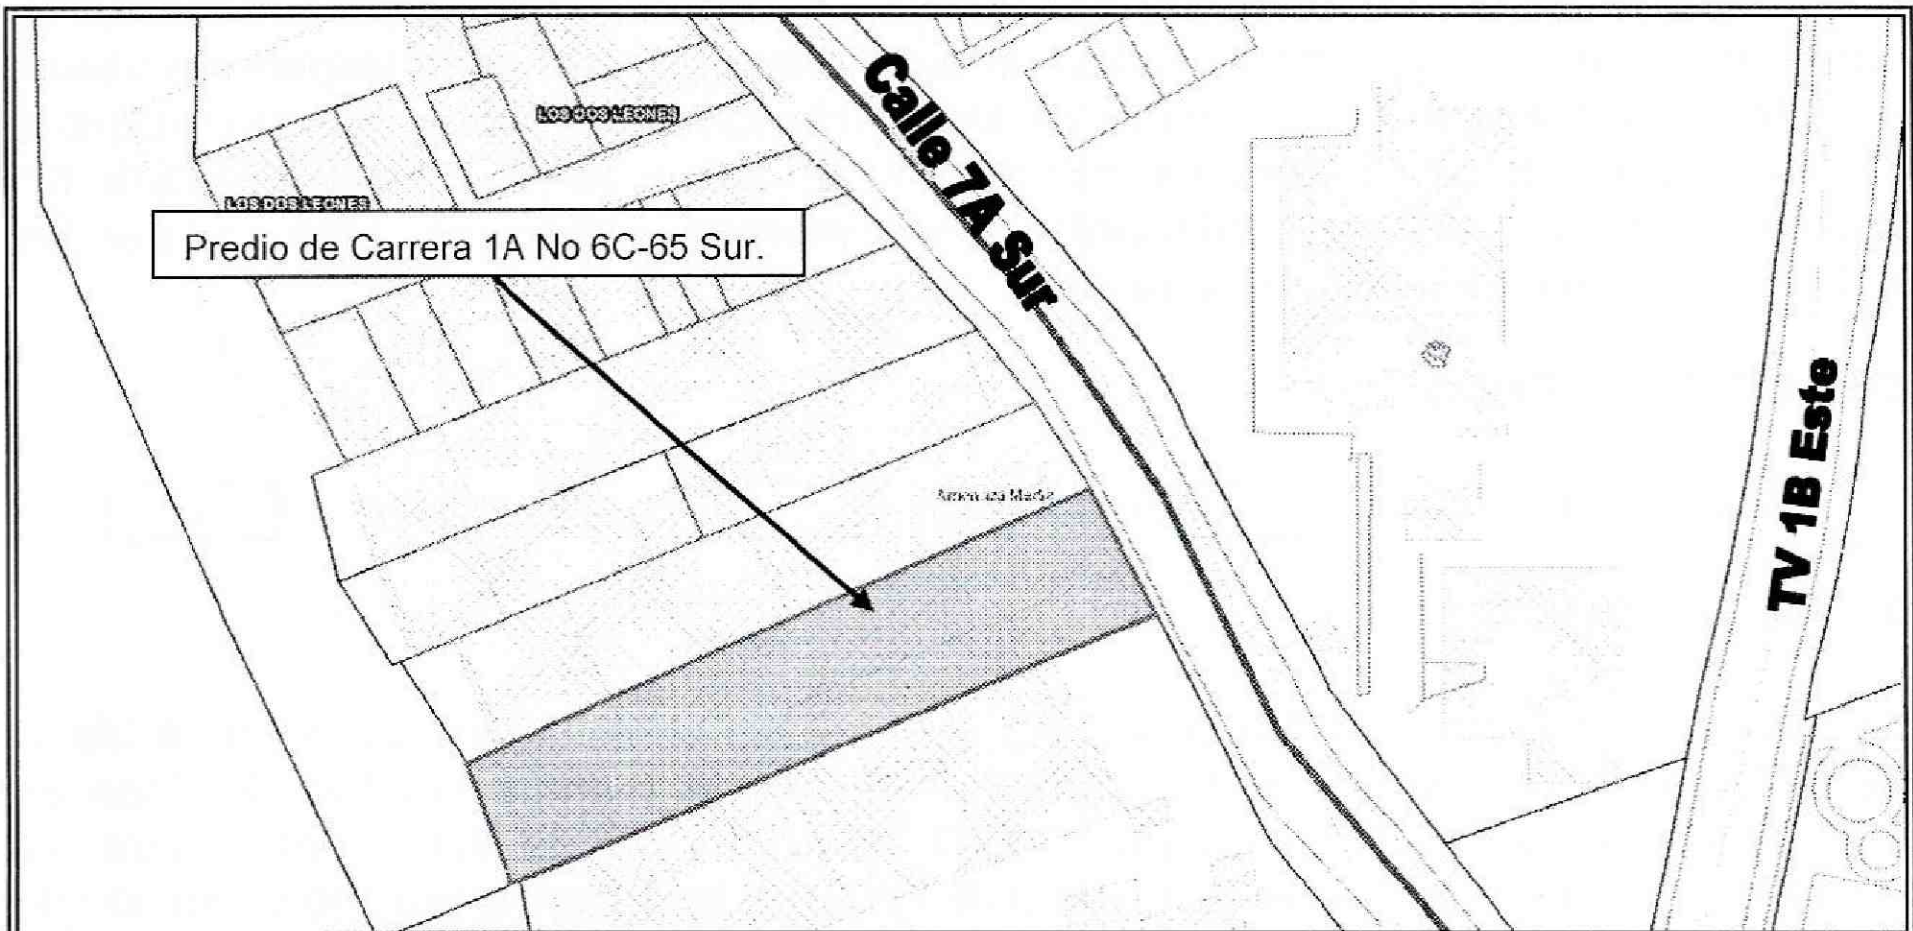 LOS DOS LEONES
LOS DOS LEONES
Predio de Carrera 1A No 6C-65 Sur.
Calle 7A Sur
TV 1B Este